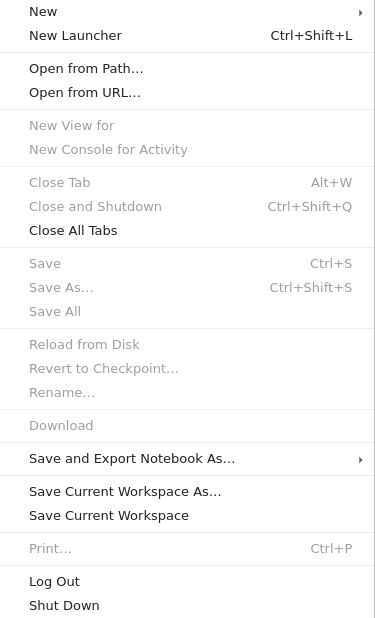 New
New Launcher Ctrl+Shift+L
Open from Path…
Open from URL…
New View for
New Console for Activity
Close Tab Alt+W
Close and Shutdown Ctrl+Shift+Q
Close All Tabs
Save Ctrl+S
Save As… Ctrl+Shift+S
Save All
Reload from Disk
Revert to Checkpoint…
Rename…
Download
Save and Export Notebook As…
Save Current Workspace As…
Save Current Workspace
Print… Ctrl+P
Log Out
Shut Down